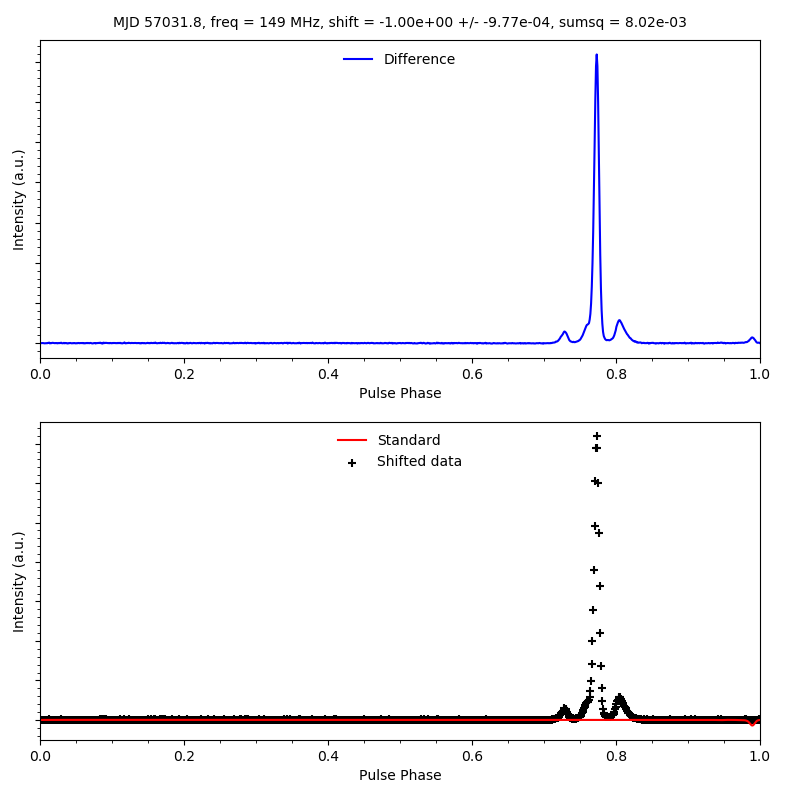 MJD 57031.8, freq = 149 MHz, shift = -1.00e+00 +/- -9.77e-04, sumsq = 8.02e-03
Difference
Intensity (a.u.)
0.0 0.2 0.4 0.6 0.8 1.0
Pulse Phase
Standard
Shifted data
Intensity (a.u.)
0.0 0.2 0.4 0.6 0.8 1.0
Pulse Phase